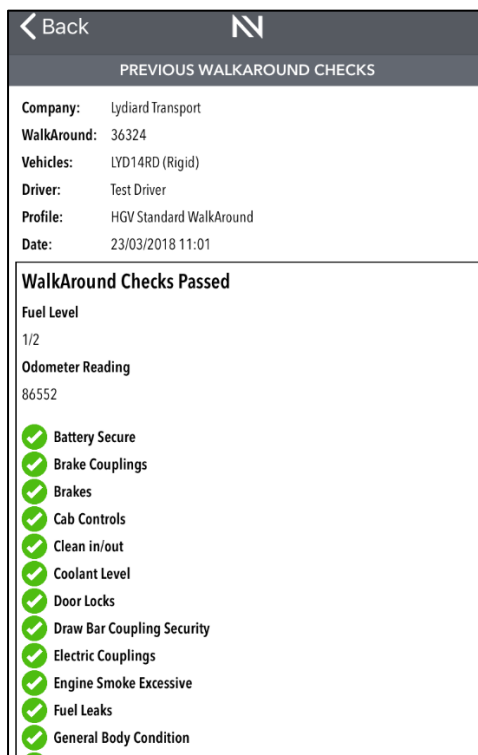 Back
PREVIOUS WALKAROUND CHECKS
Company: Lydiard Transport
WalkAround: 36324
Vehicles: LYD14RD (Rigid)
Driver: Test Driver
Profile: HGV Standard WalkAround
Date: 23/03/2018 11:01
WalkAround Checks Passed
Fuel Level
1/2
Odometer Reading
86552
Battery Secure
Brake Couplings
Brakes
Cab Controls
Clean in/out
Coolant Level
Door Locks
Draw Bar Coupling Security
Electric Couplings
Engine Smoke Excessive
Fuel Leaks
General Body Condition